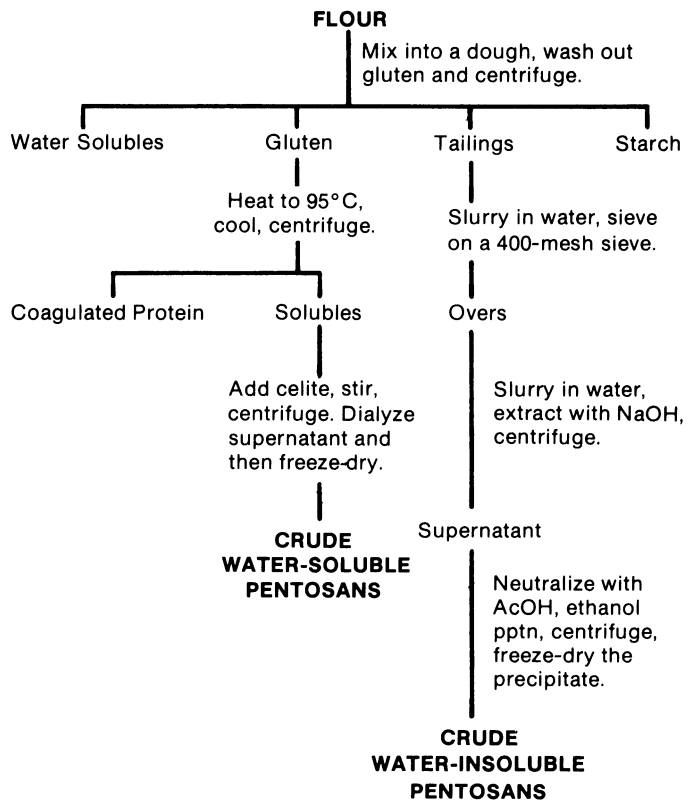 FLOUR
Mix into a dough, wash out
gluten and centrifuge.
Water Solubles
Gluten
Tailings
Starch
Heat to 95°C,
cool, centrifuge.
Slurry in water, sieve
on a 400-mesh sieve.
Coagulated Protein
Solubles
Overs
Add celite, stir,
centrifuge. Dialyze
supernatant and
then freeze-dry.
Slurry in water,
extract with NaOH,
centrifuge.
CRUDE
WATER-SOLUBLE
PENTOSANS
Supernatant
Neutralize with
AcOH, ethanol
pptn, centrifuge,
freeze-dry the
precipitate.
CRUDE
WATER-INSOLUBLE
PENTOSANS